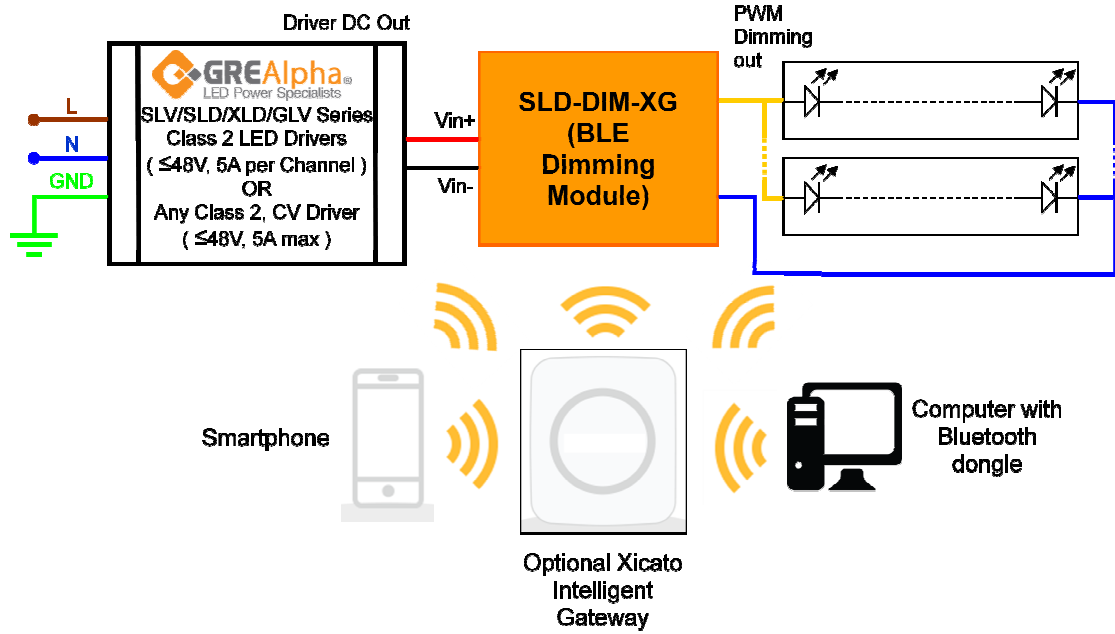 Driver DC Out
PWM
Dimming
out
GREAlpha®
LED Power Specialists
SLV/SLD/XLD/GLV Series
Class 2 LED Drivers
( ≤48V, 5A per Channel )
OR
Any Class 2, CV Driver
( ≤48V, 5A max )
L
N
GND
Vin+
Vin-
SLD-DIM-XG
(BLE
Dimming
Module)
Smartphone
Computer with
Bluetooth
dongle
Optional Xicato
Intelligent
Gateway